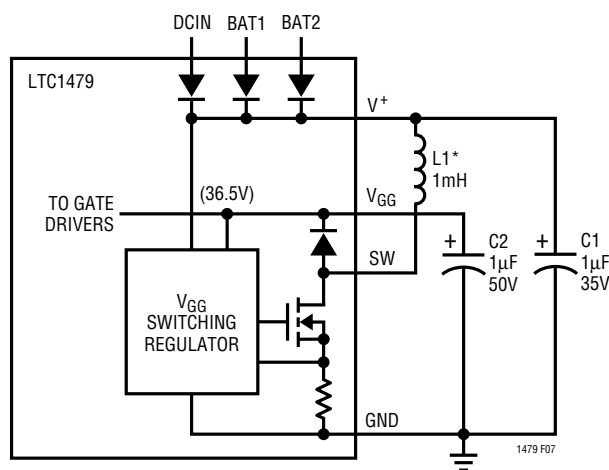 DCIN BAT1 BAT2
LTC1479
V+
L1*
1mH
TO GATE
DRIVERS
(36.5V)
VGG
SW
+
C2
1µF
50V
+
C1
1µF
35V
VGG
SWITCHING
REGULATOR
GND
1479 F07